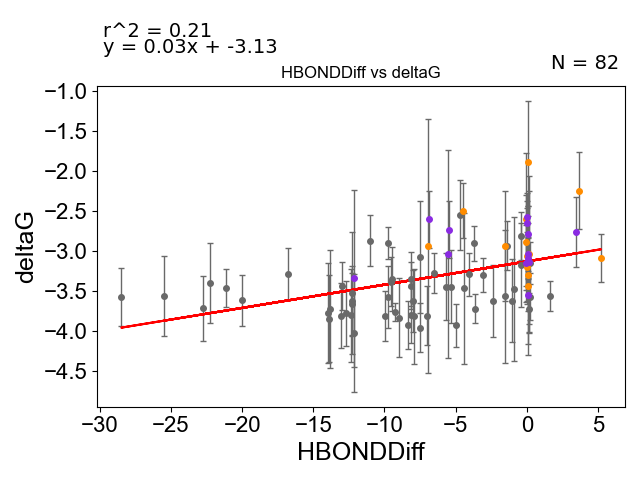 r^2 = 0.21
y = 0.03x + -3.13
N = 82
HBONDDiff vs deltaG
−1.0
−1.5
−2.0
−2.5
−3.0
−3.5
−4.0
−4.5
deltaG
−30 −25 −20 −15 −10 −5 0 5
HBONDDiff